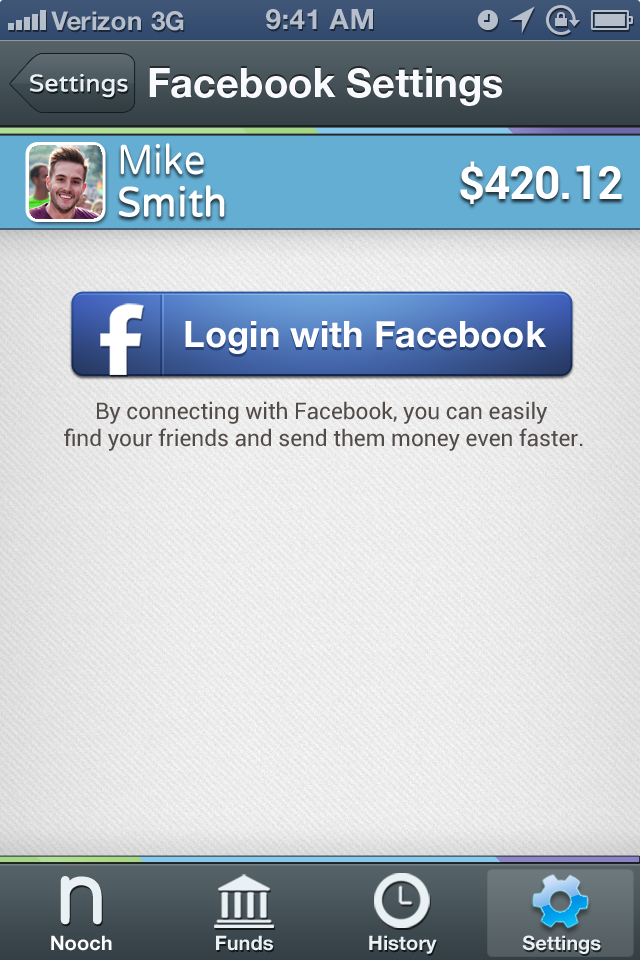 Verizon 3G 9:41 AM
Settings Facebook Settings
Mike
Smith
$420.12
f Login with Facebook
By connecting with Facebook, you can easily
find your friends and send them money even faster.
n
Nooch Funds History Settings